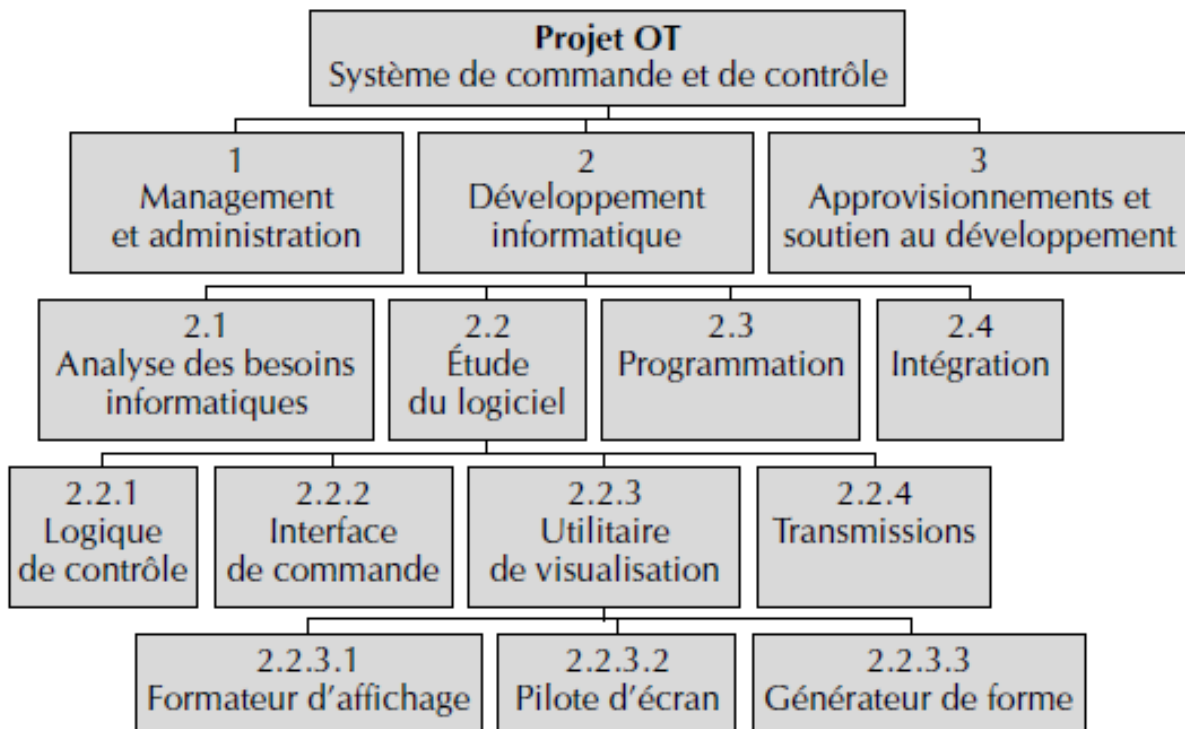 Projet OT
Système de commande et de contrôle
1
Management
et administration
2
Développement
informatique
3
Approvisionnements et
soutien au développement
2.1
Analyse des besoins
informatiques
2.2
Étude
du logiciel
2.3
Programmation
2.4
Intégration
2.2.1
Logique
de contrôle
2.2.2
Interface
de commande
2.2.3
Utilitaire
de visualisation
2.2.4
Transmissions
2.2.3.1
Formateur d'affichage
2.2.3.2
Pilote d'écran
2.2.3.3
Générateur de forme